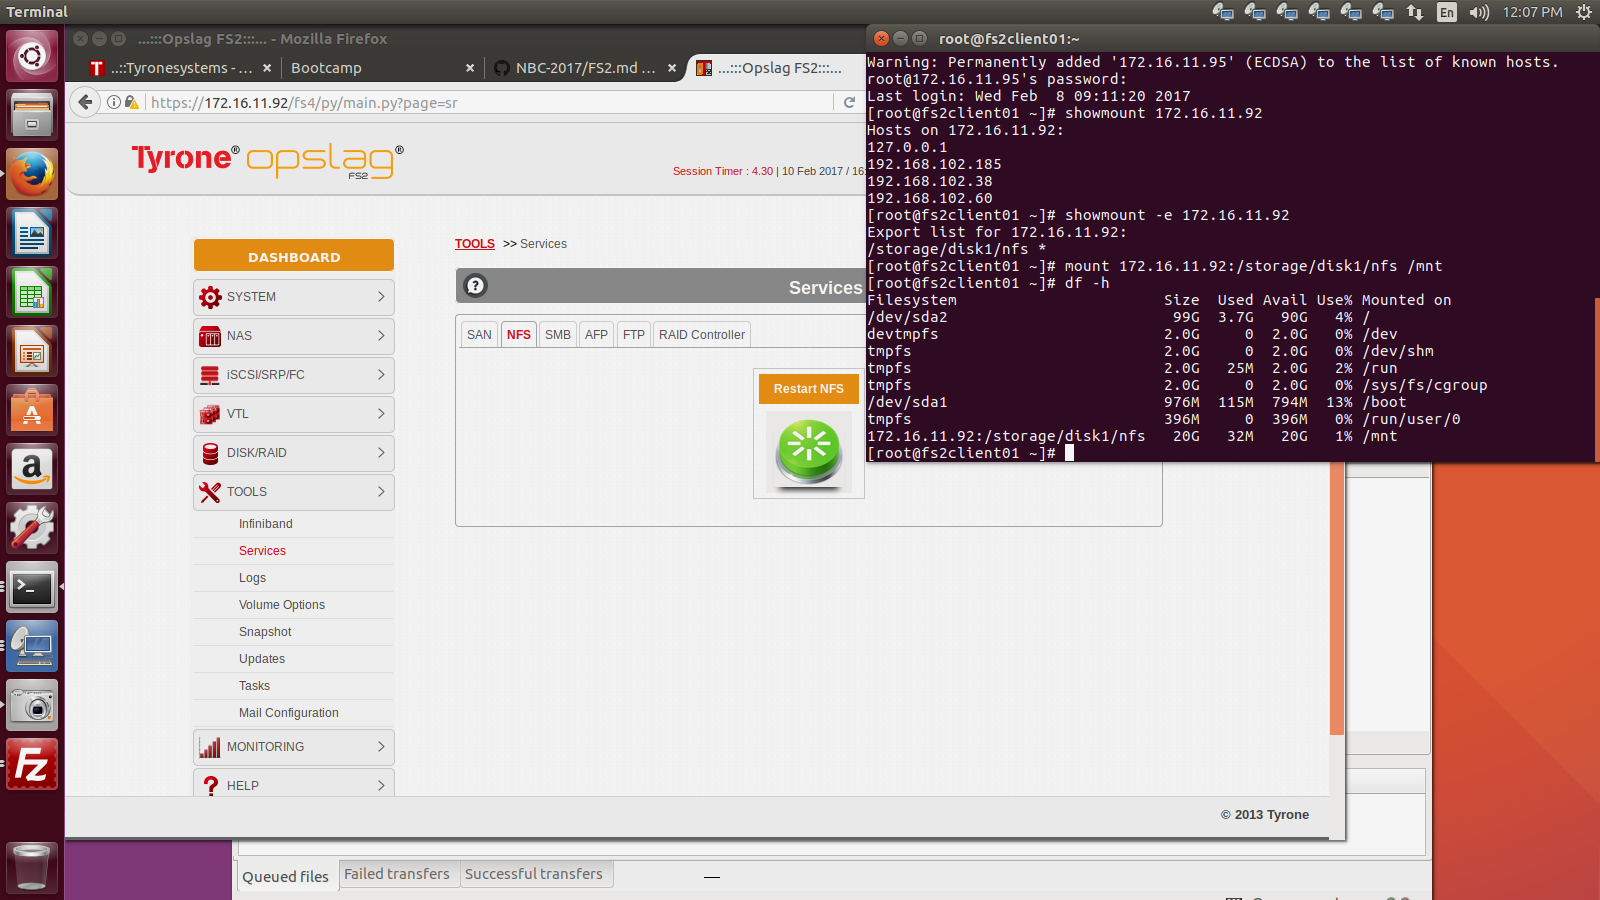 Terminal
En
12:07 PM
...:::Opslag FS2:::... - Mozilla Firefox
..::Tyronesystems - ...
Bootcamp
NBC-2017/FS2.md ...
...:::Opslag FS2:::...
https://172.16.11.92/fs4/py/main.py?page=sr
Tyrone® opslag®
FS2
Session Timer : 4.30 | 10 Feb 2017 / 16:
DASHBOARD
SYSTEM
NAS
iSCSI/SRP/FC
VTL
DISK/RAID
TOOLS
Infiniband
Services
Logs
Volume Options
Snapshot
Updates
Tasks
Mail Configuration
MONITORING
HELP
TOOLS >> Services
Services
SAN NFS SMB AFP FTP RAID Controller
Restart NFS
© 2013 Tyrone
root@fs2client01:~
Warning: Permanently added '172.16.11.95' (ECDSA) to the list of known hosts.
root@172.16.11.95's password:
Last login: Wed Feb  8 09:11:20 2017
[root@fs2client01 ~]# showmount 172.16.11.92
Hosts on 172.16.11.92:
127.0.0.1
192.168.102.185
192.168.102.38
192.168.102.60
[root@fs2client01 ~]# showmount -e 172.16.11.92
Export list for 172.16.11.92:
/storage/disk1/nfs *
[root@fs2client01 ~]# mount 172.16.11.92:/storage/disk1/nfs /mnt
[root@fs2client01 ~]# df -h
Filesystem                       Size  Used Avail Use% Mounted on
/dev/sda2                         99G  3.7G   90G   4% /
devtmpfs                         2.0G     0  2.0G   0% /dev
tmpfs                            2.0G     0  2.0G   0% /dev/shm
tmpfs                            2.0G   25M  2.0G   2% /run
tmpfs                            2.0G     0  2.0G   0% /sys/fs/cgroup
/dev/sda1                        976M  115M  794M  13% /boot
tmpfs                            396M     0  396M   0% /run/user/0
172.16.11.92:/storage/disk1/nfs   20G   32M   20G   1% /mnt
[root@fs2client01 ~]#
Queued files
Failed transfers
Successful transfers